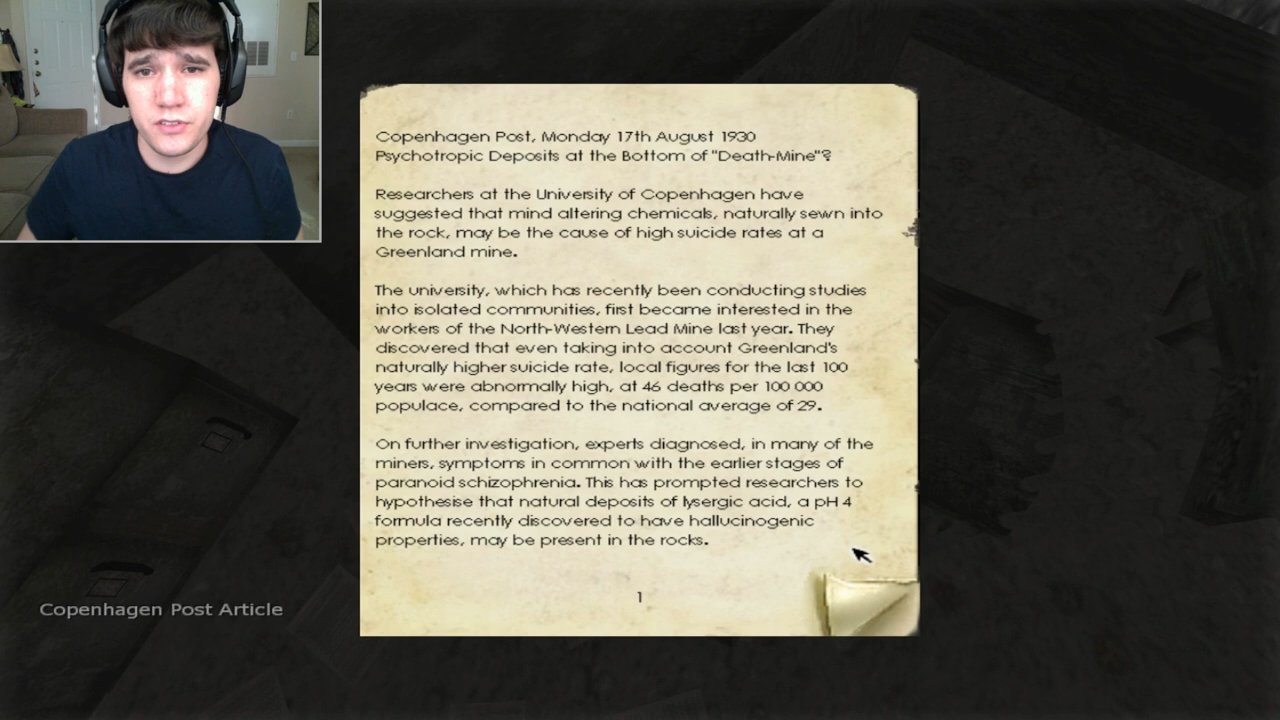 Copenhagen Post, Monday 17th August 1930
Psychotropic Deposits at the Bottom of "Death-Mine"?
Researchers at the University of Copenhagen have
suggested that mind altering chemicals, naturally sewn into
the rock, may be the cause of high suicide rates at a
Greenland mine.
The university, which has recently been conducting studies
into isolated communities, first became interested in the
workers of the North-Western Lead Mine last year. They
discovered that even taking into account Greenland's
naturally higher suicide rate, local figures for the last 100
years were abnormally high, at 46 deaths per 100 000
populace, compared to the national average of 29.
On further investigation, experts diagnosed, in many of the
miners, symptoms in common with the earlier stages of
paranoid schizophrenia. This has prompted researchers to
hypothesise that natural deposits of lysergic acid, a pH 4
formula recently discovered to have hallucinogenic
properties, may be present in the rocks.
1
Copenhagen Post Article